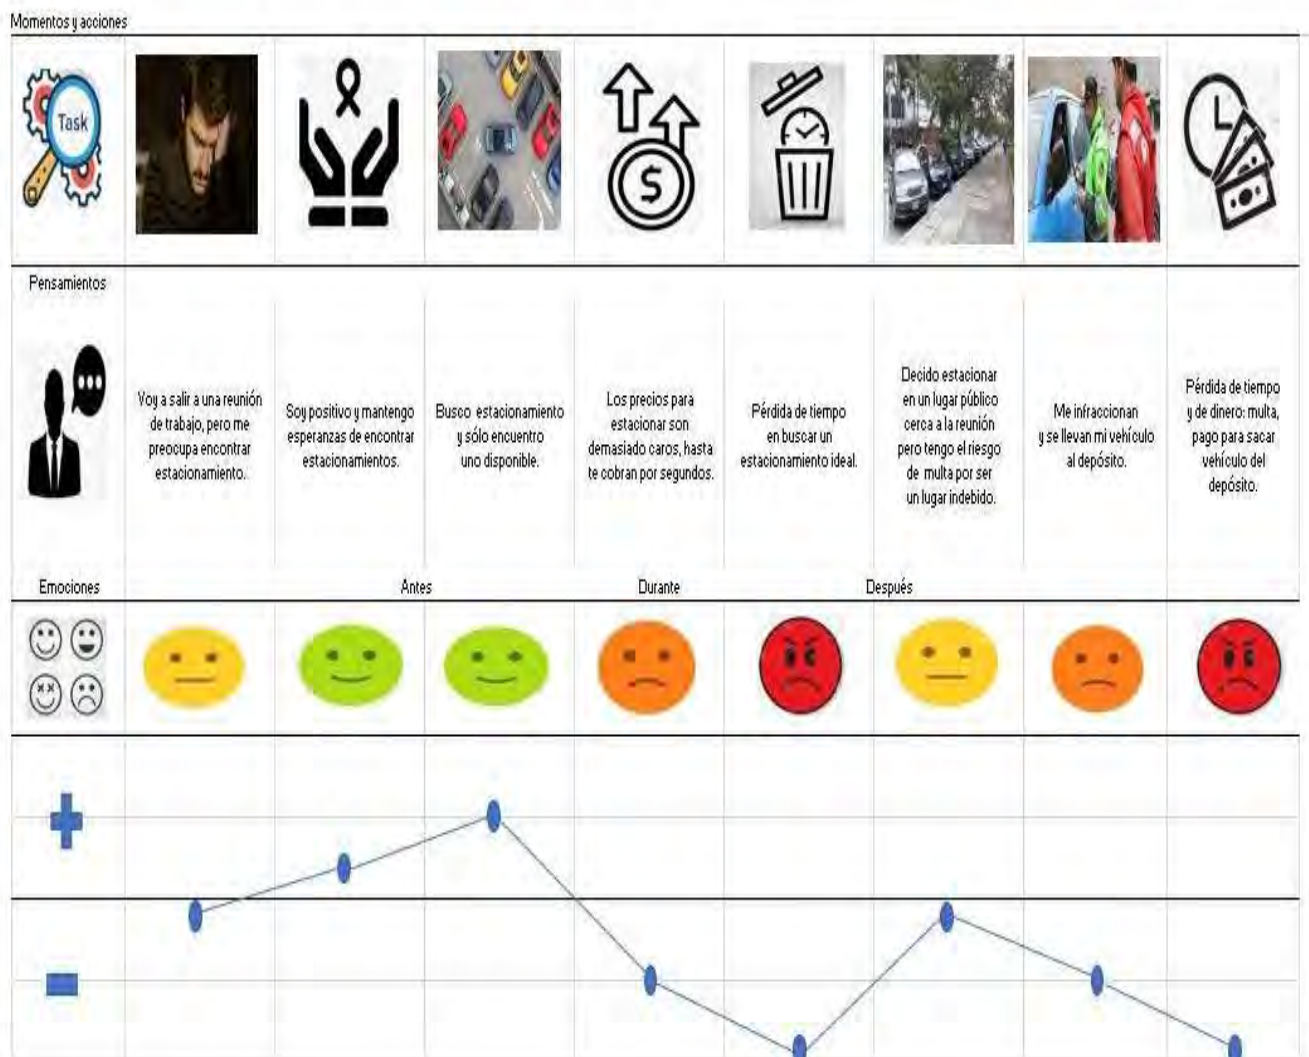 Momentos y acciones
Task
$
Pensamientos
Voy a salir a una reunión
de trabajo, pero me
preocupa encontrar
estacionamiento.
Soy positivo y mantengo
esperanzas de encontrar
estacionamientos.
Busco estacionamiento
y sólo encuentro
uno disponible.
Los precios para
estacionar son
demasiado caros, hasta
te cobran por segundos.
Pérdida de tiempo
en buscar un
estacionamiento ideal.
Decido estacionar
en un lugar público
cerca a la reunión
pero tengo el riesgo
de multa por ser
un lugar indebido.
Me infraccionan
y se llevan mi vehículo
al depósito.
Pérdida de tiempo
y de dinero: multa,
pago para sacar
vehículo del
depósito.
Emociones
Antes
Durante
Después